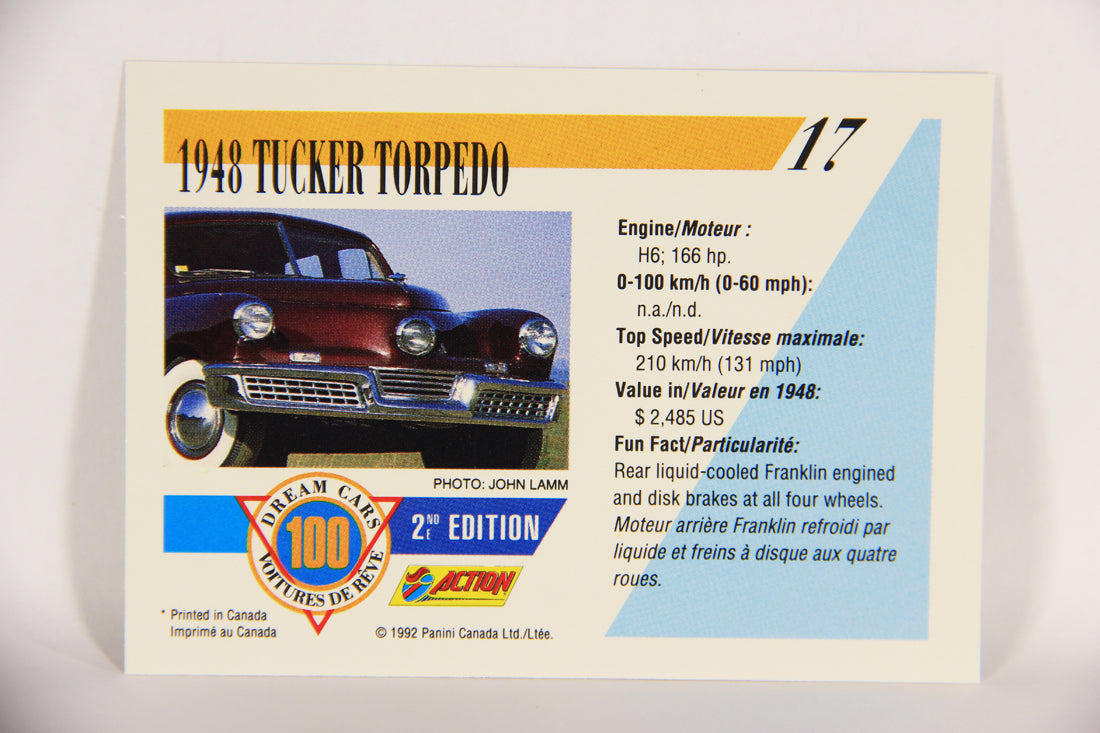 1948 TUCKER TORPEDO
17
Engine/Moteur :
H6; 166 hp.
0-100 km/h (0-60 mph):
n.a./n.d.
Top Speed/Vitesse maximale:
210 km/h (131 mph)
Value in/Valeur en 1948:
$ 2,485 US
Fun Fact/Particularité:
Rear liquid-cooled Franklin engined
and disk brakes at all four wheels.
Moteur arrière Franklin refroidi par
liquide et freins à disque aux quatre
roues.
PHOTO: JOHN LAMM
DREAM CARS
100
VOITURES DE RÊVE
2ND E EDITION
ACTION
* Printed in Canada
Imprimé au Canada
© 1992 Panini Canada Ltd./Ltée.